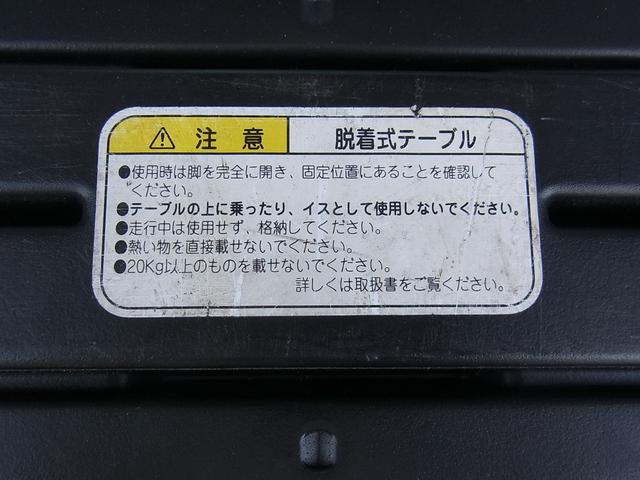 ⚠ 注意 脱着式テーブル
●使用時は脚を完全に開き、固定位置にあることを確認して
ください。
●テーブルの上に乗ったり、イスとして使用しないでください。
●走行中は使用せず、格納してください。
●熱い物を直接載せないでください。
●20Kg以上のものを載せないでください。
詳しくは取扱書をご覧ください。